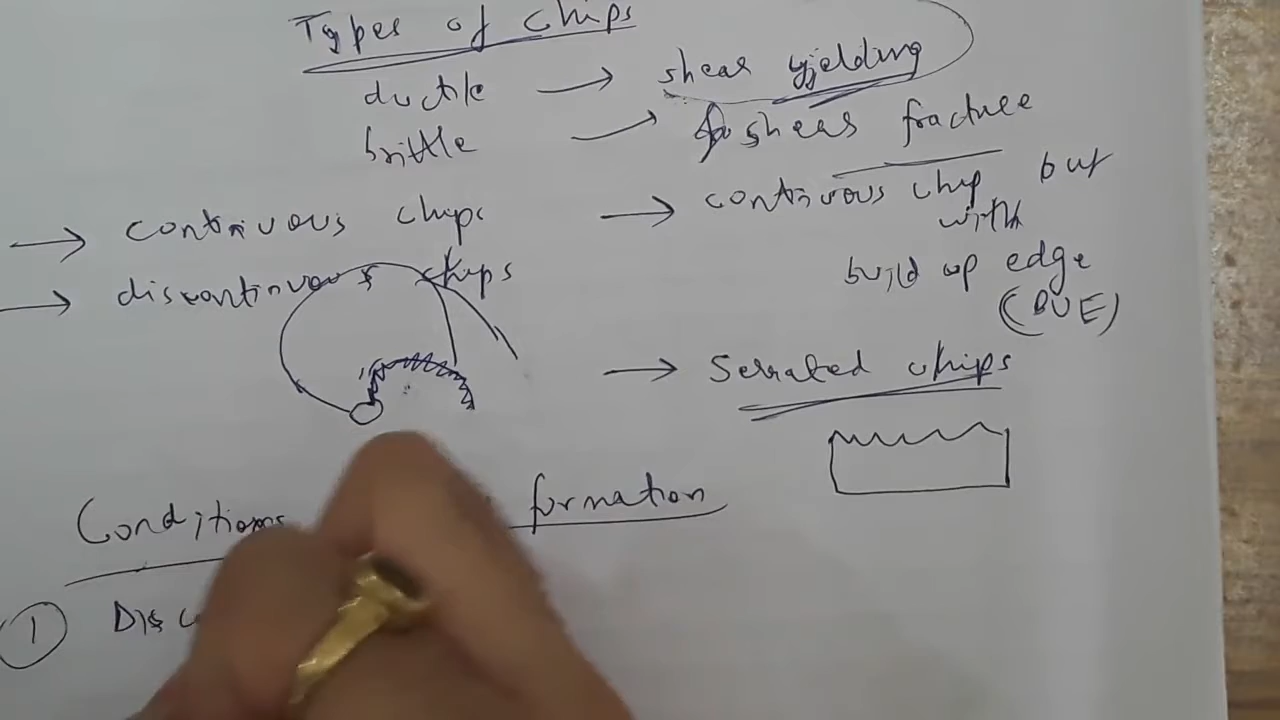 Types of chips
ductile → shear yielding
brittle → shear fracture
→ continuous chips
→ discontinuous chips
→ continuous chip but
with
build up edge
(BUE)
→ Serrated chips
Conditions formation
① Disc